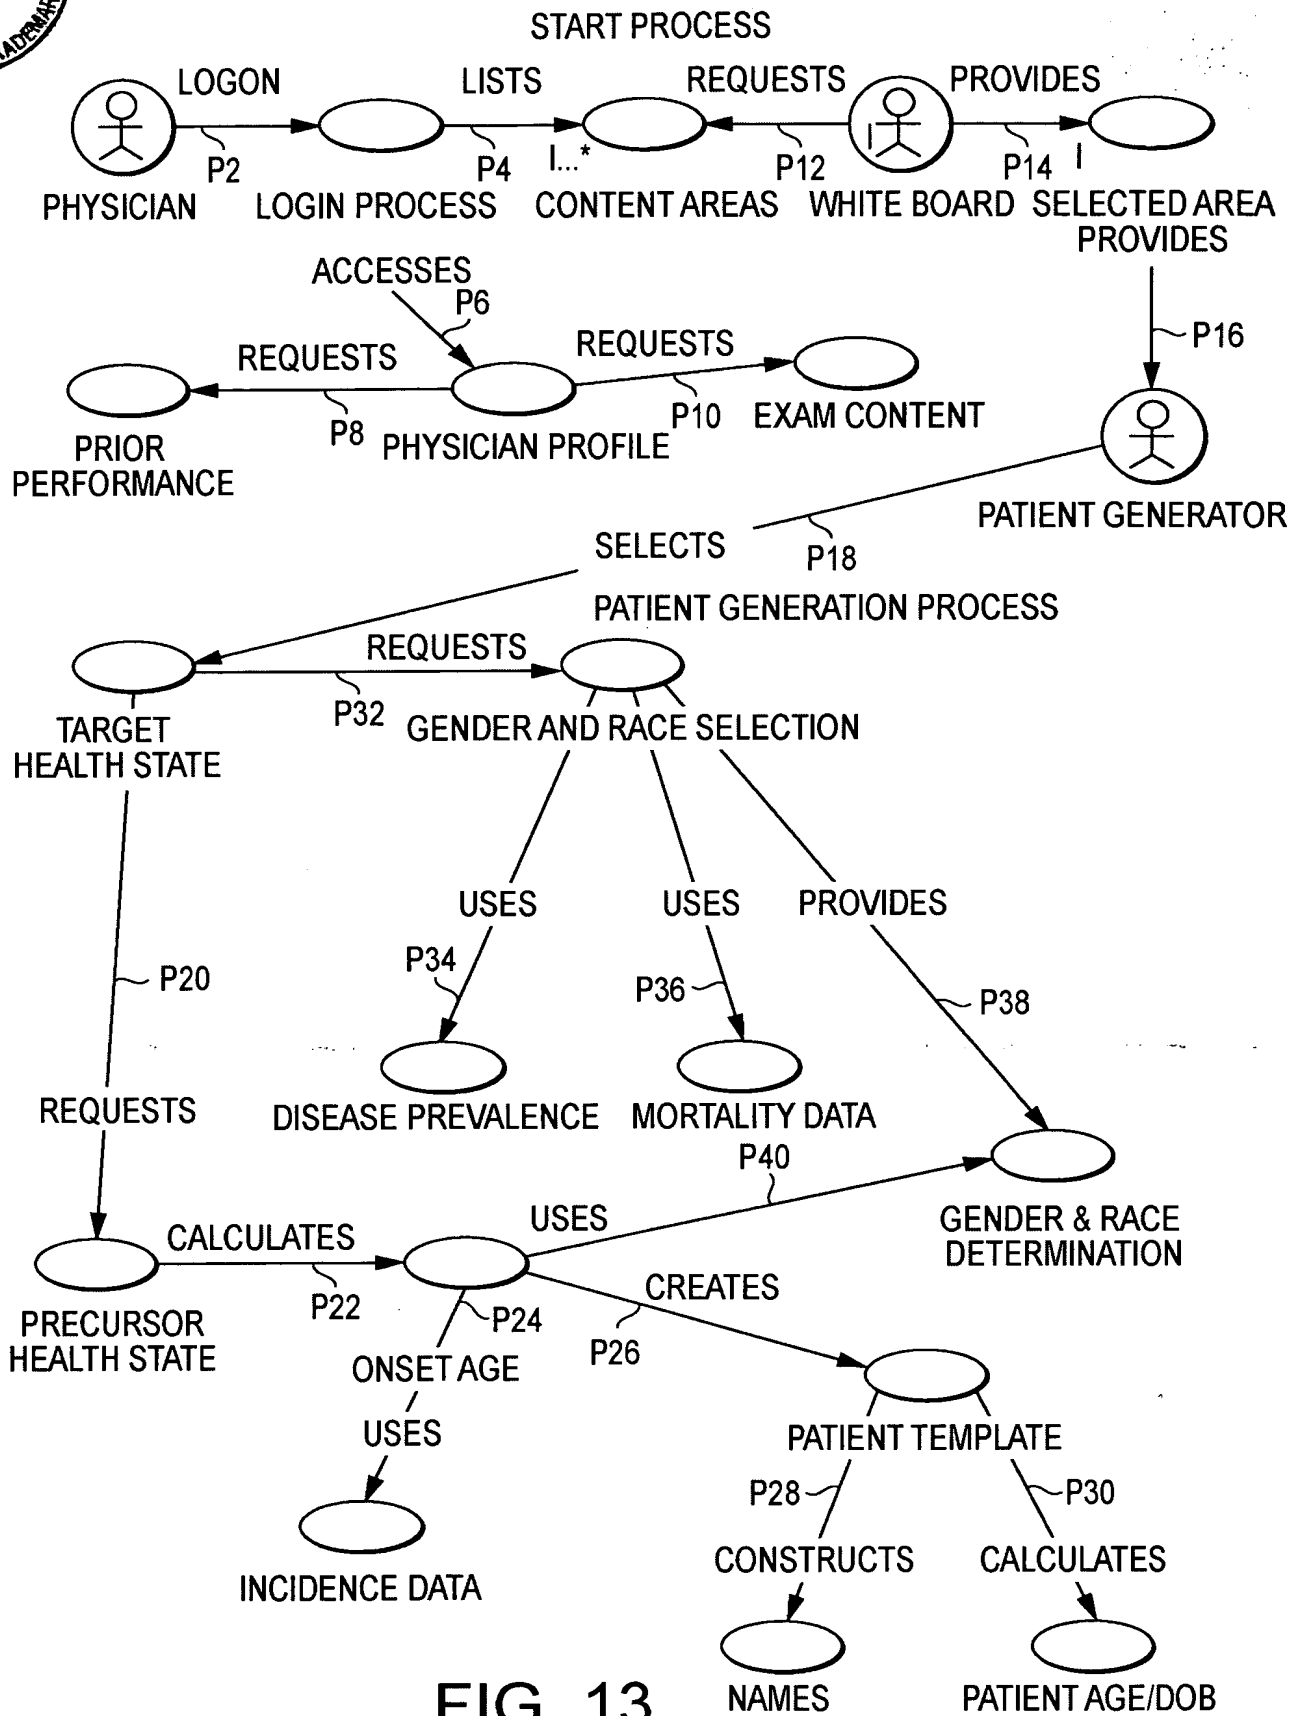 TRADEMAR
START PROCESS
LOGON LISTS REQUESTS PROVIDES
P2 P4 I...* P12 I P14 I
PHYSICIAN LOGIN PROCESS CONTENT AREAS WHITE BOARD SELECTED AREA
PROVIDES
ACCESSES
P6
REQUESTS REQUESTS P16
P8 P10
PRIOR PHYSICIAN PROFILE EXAM CONTENT
PERFORMANCE
PATIENT GENERATOR
SELECTS P18
PATIENT GENERATION PROCESS
REQUESTS
P32
TARGET GENDER AND RACE SELECTION
HEALTH STATE
USES USES PROVIDES
P34 P36 P38
P20
REQUESTS DISEASE PREVALENCE MORTALITY DATA
P40
USES GENDER & RACE
CALCULATES DETERMINATION
P22 P24 CREATES
P26
PRECURSOR
HEALTH STATE ONSET AGE
USES PATIENT TEMPLATE
P28 P30
CONSTRUCTS CALCULATES
INCIDENCE DATA
NAMES PATIENT AGE/DOB
FIG. 13